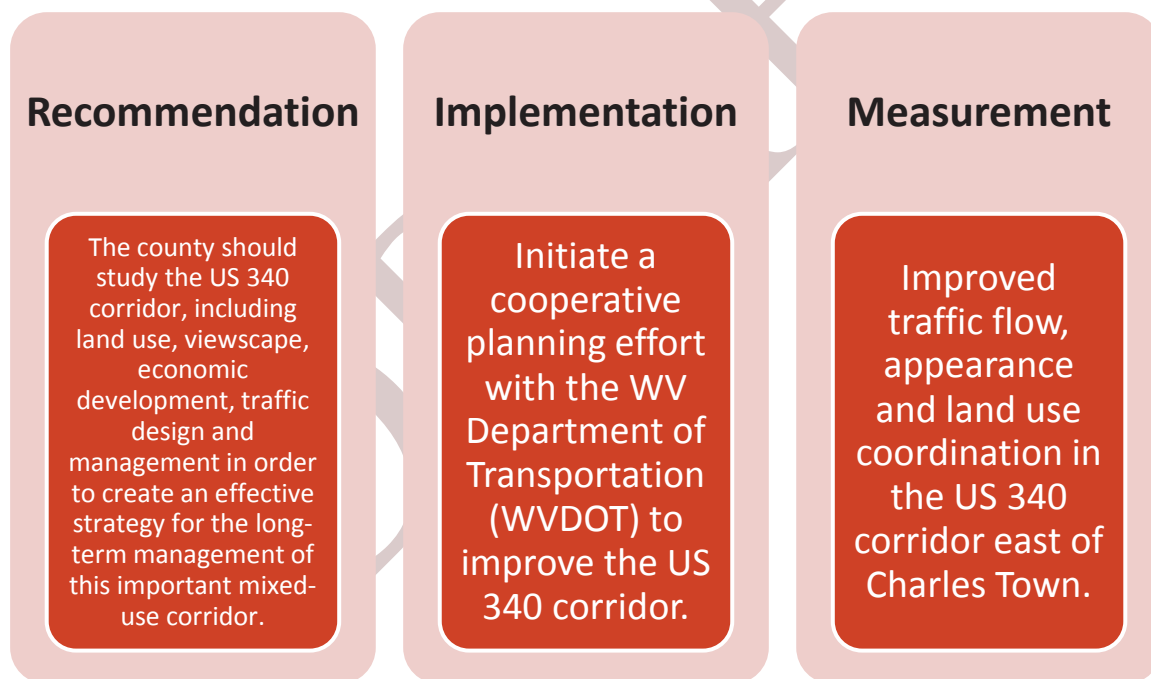 Recommendation
The county should
study the US 340
corridor, including
land use, viewscape,
economic
development, traffic
design and
management in order
to create an effective
strategy for the long-
term management of
this important mixed-
use corridor.
Implementation
Initiate a
cooperative
planning effort
with the WV
Department of
Transportation
(WVDOT) to
improve the US
340 corridor.
Measurement
Improved
traffic flow,
appearance
and land use
coordination in
the US 340
corridor east of
Charles Town.